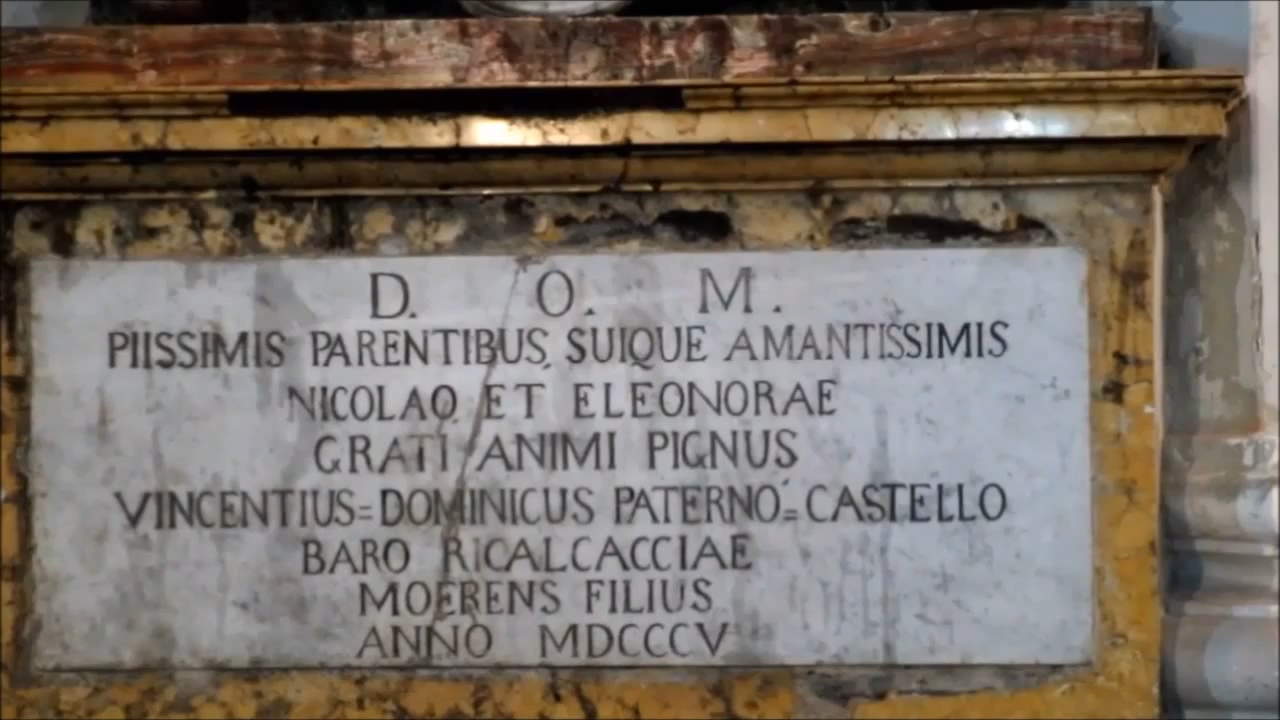 D. O. M.
PIISSIMIS PARENTIBUS, SUIQUE AMANTISSIMIS
NICOLAO ET ELEONORAE
GRATI ANIMI PIGNUS
VINCENTIUS=DOMINICUS PATERNÓ=CASTELLO
BARO RICALCACCIAE
MOERENS FILIUS
ANNO MDCCCV